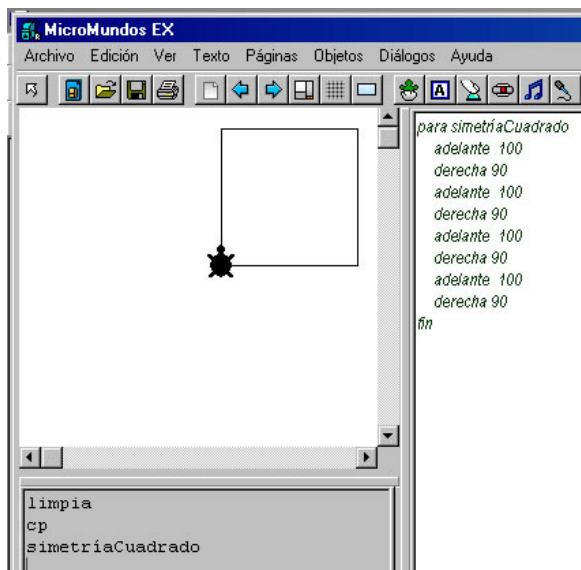 MicroMundos EX
Archivo Edición Ver Texto Páginas Objetos Diálogos Ayuda
A
para simetríaCuadrado
adelante 100
derecha 90
adelante 100
derecha 90
adelante 100
derecha 90
adelante 100
derecha 90
fin
limpia
cp
simetríaCuadrado